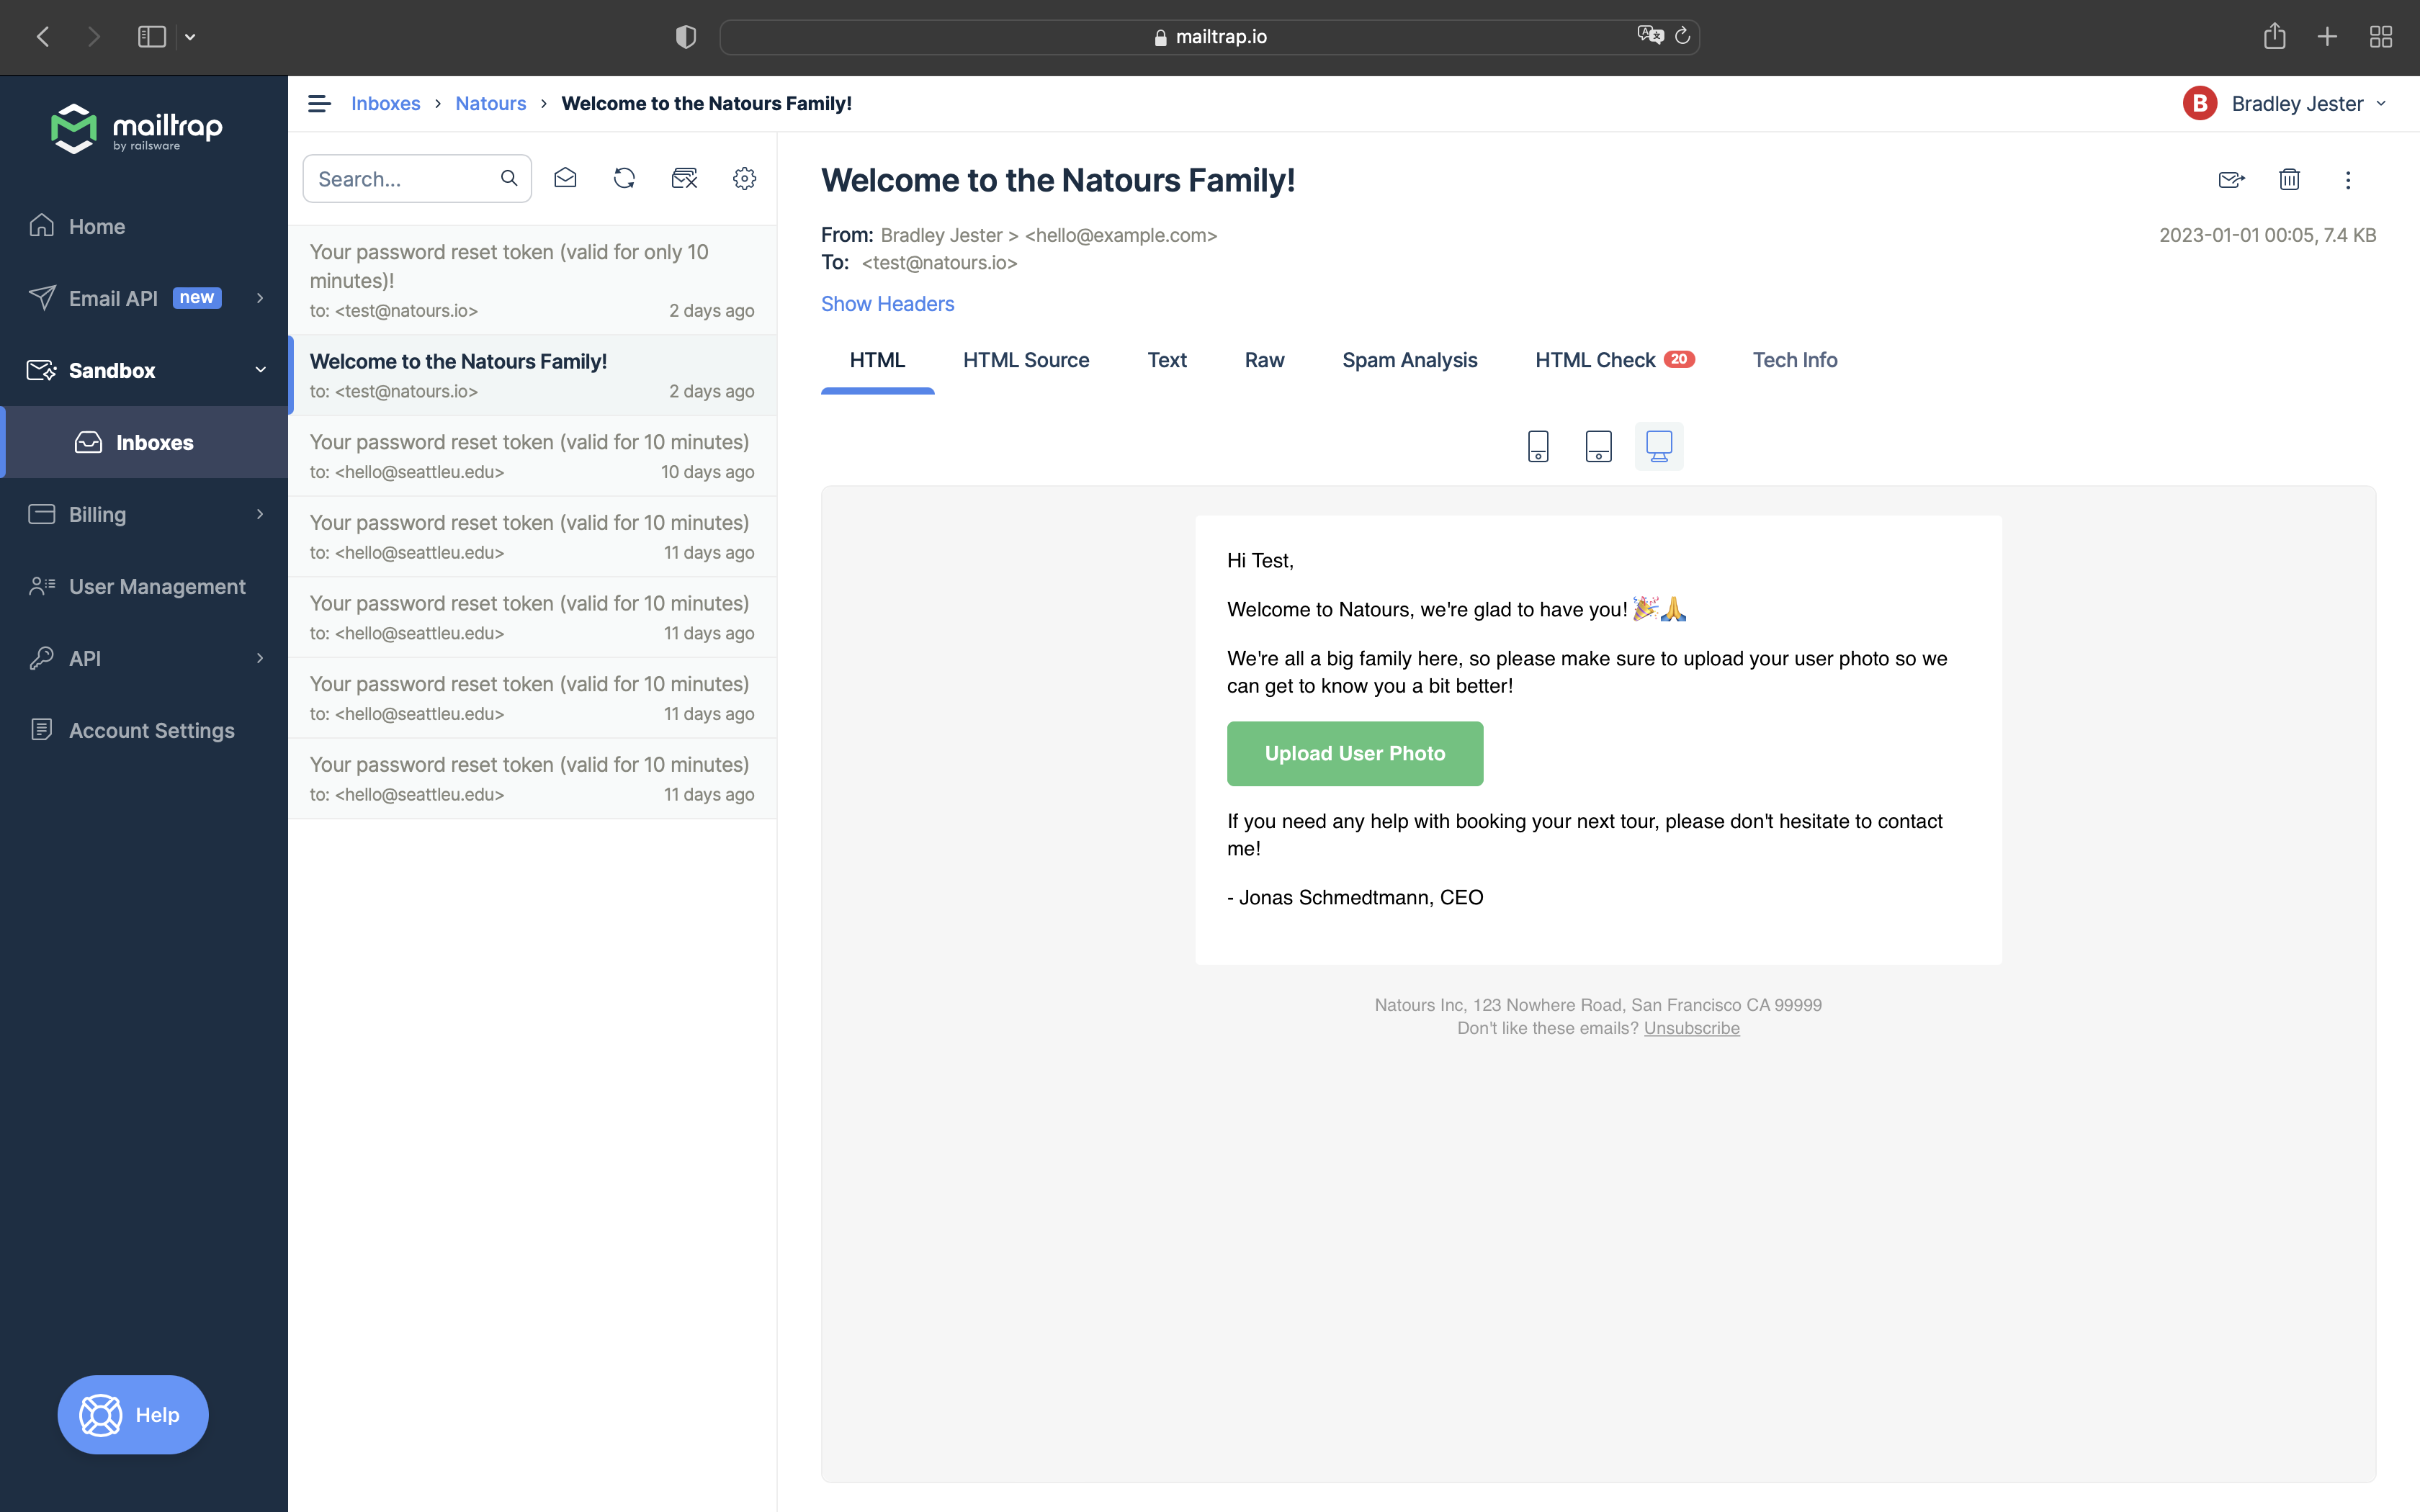 mailtrap.io
mailtrap
by railsware
Home
Email API new
Sandbox
Inboxes
Billing
User Management
API
Account Settings
Help
Inboxes › Natours › Welcome to the Natours Family!
B Bradley Jester
Search...
Your password reset token (valid for only 10
minutes)!
to: <test@natours.io> 2 days ago
Welcome to the Natours Family!
to: <test@natours.io> 2 days ago
Your password reset token (valid for 10 minutes)
to: <hello@seattleu.edu> 10 days ago
Your password reset token (valid for 10 minutes)
to: <hello@seattleu.edu> 11 days ago
Your password reset token (valid for 10 minutes)
to: <hello@seattleu.edu> 11 days ago
Your password reset token (valid for 10 minutes)
to: <hello@seattleu.edu> 11 days ago
Your password reset token (valid for 10 minutes)
to: <hello@seattleu.edu> 11 days ago
Welcome to the Natours Family!
From: Bradley Jester > <hello@example.com> 2023-01-01 00:05, 7.4 KB
To: <test@natours.io>
Show Headers
HTML HTML Source Text Raw Spam Analysis HTML Check 20 Tech Info
Hi Test,
Welcome to Natours, we're glad to have you! 🎉🙏
We're all a big family here, so please make sure to upload your user photo so we
can get to know you a bit better!
Upload User Photo
If you need any help with booking your next tour, please don't hesitate to contact
me!
- Jonas Schmedtmann, CEO
Natours Inc, 123 Nowhere Road, San Francisco CA 99999
Don't like these emails? Unsubscribe